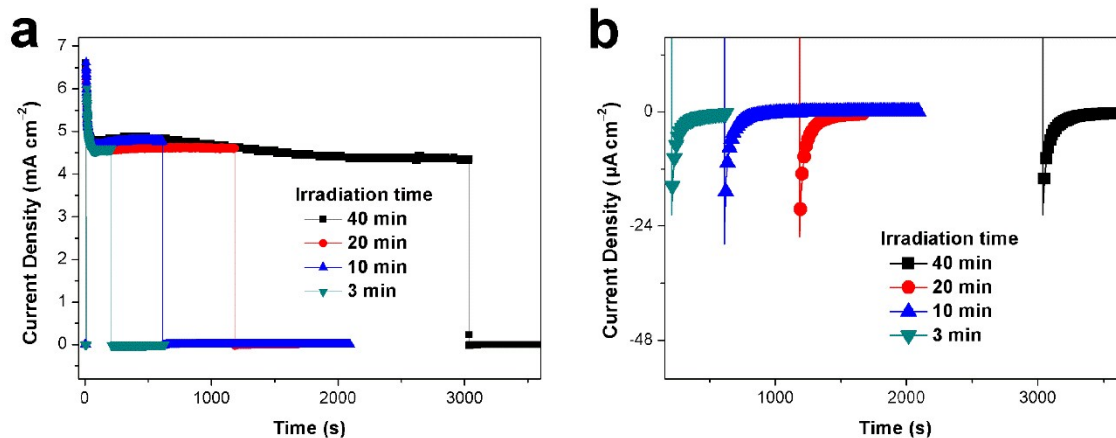 a
Current Density (mA cm⁻²)
7
6
5
4
3
2
1
0
Irradiation time
40 min
20 min
10 min
3 min
0
1000
2000
3000
Time (s)
b
Current Density (µA cm⁻²)
0
-24
-48
Irradiation time
40 min
20 min
10 min
3 min
1000
2000
3000
Time (s)